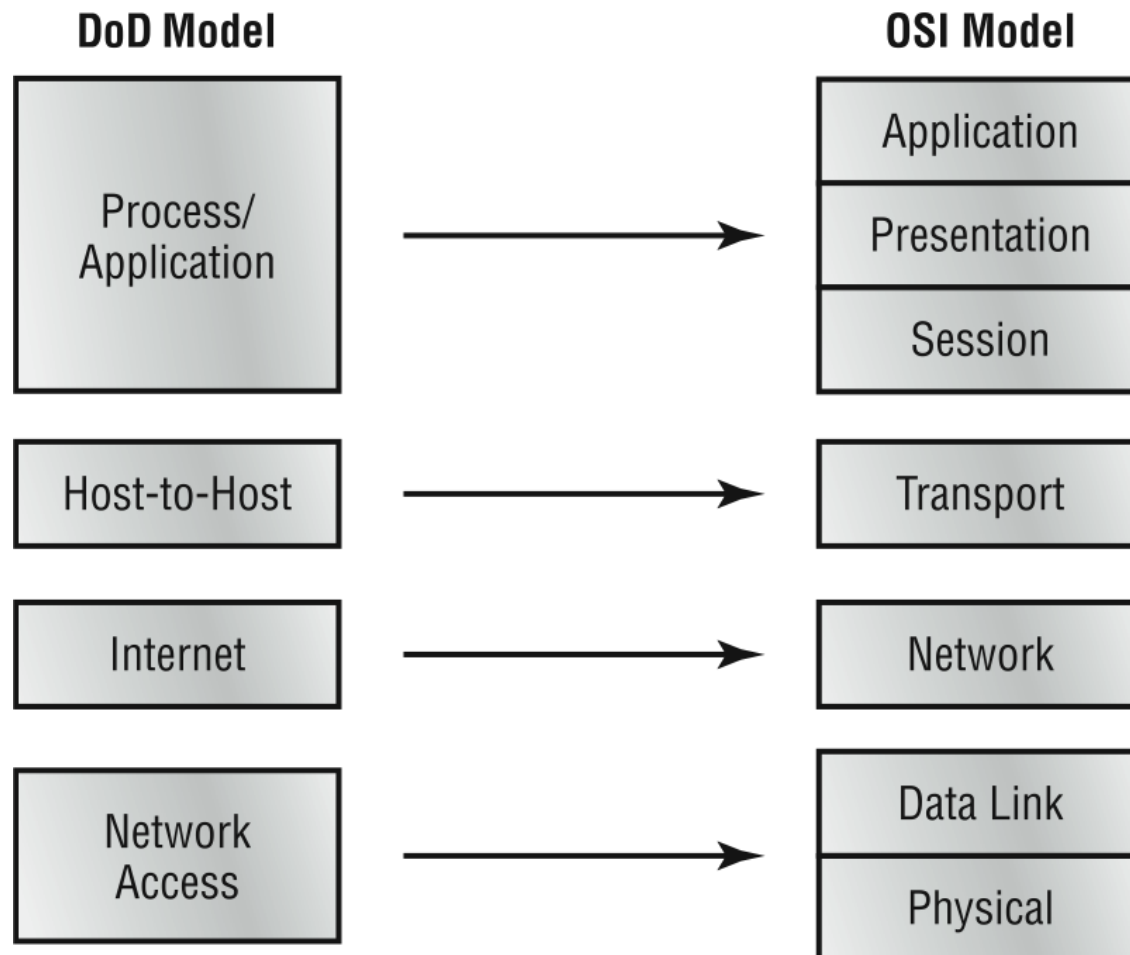 DoD Model
OSI Model
Process/
Application
Application
Presentation
Session
Host-to-Host
Transport
Internet
Network
Network
Access
Data Link
Physical